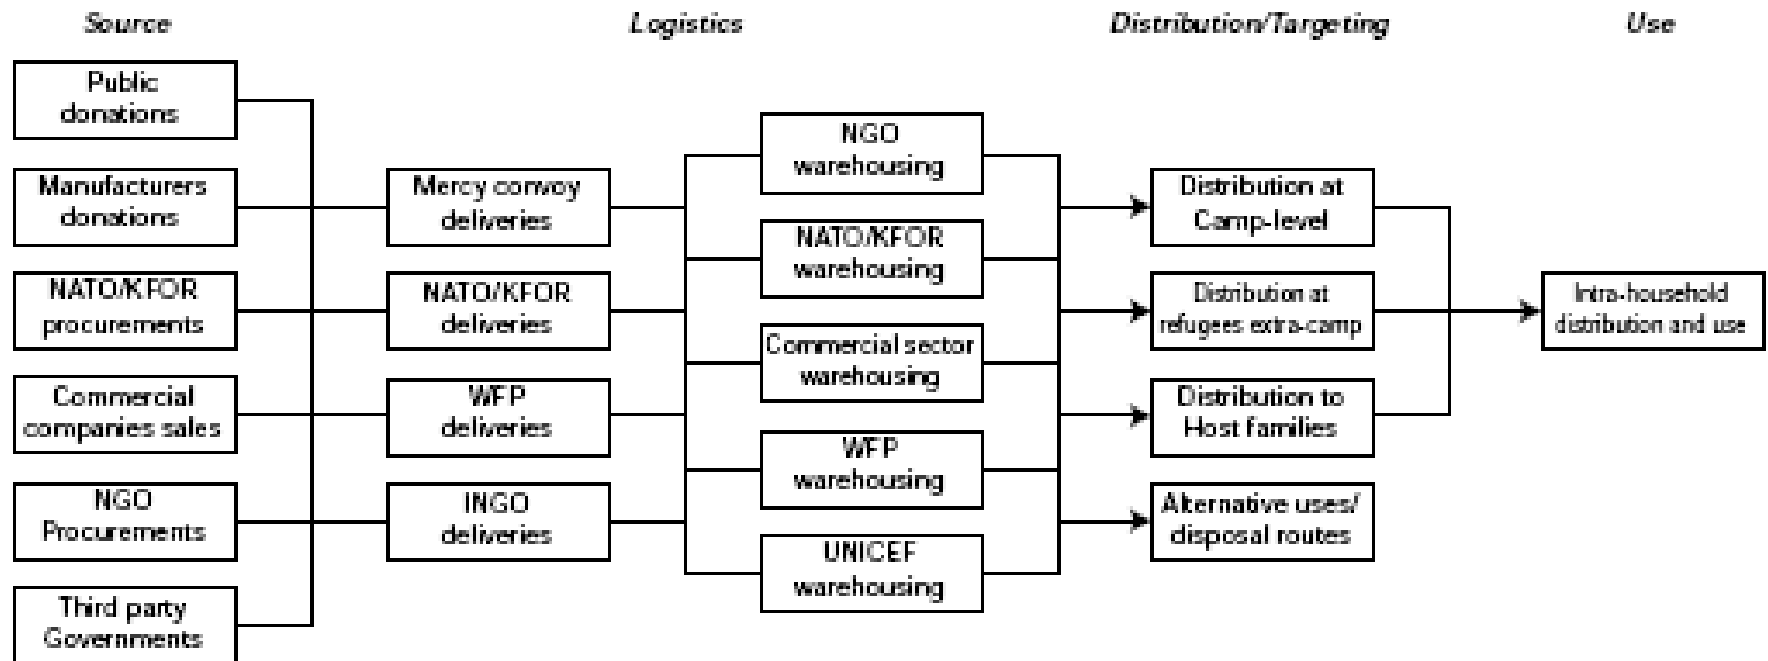 Source
Logistics
Distribution/Targeting
Use
Public
donations
Manufacturers
donations
NATO/KFOR
procurements
Commercial
companies sales
NGO
Procurements
Third party
Governments
Mercy convoy
deliveries
NATO/KFOR
deliveries
WFP
deliveries
INGO
deliveries
NGO
warehousing
NATO/KFOR
warehousing
Commercial sector
warehousing
WFP
warehousing
UNICEF
warehousing
Distribution at
Camp-level
Distribution at
refugees extra-camp
Distribution to
Host families
Alternative uses/
disposal routes
Intra-household
distribution and use